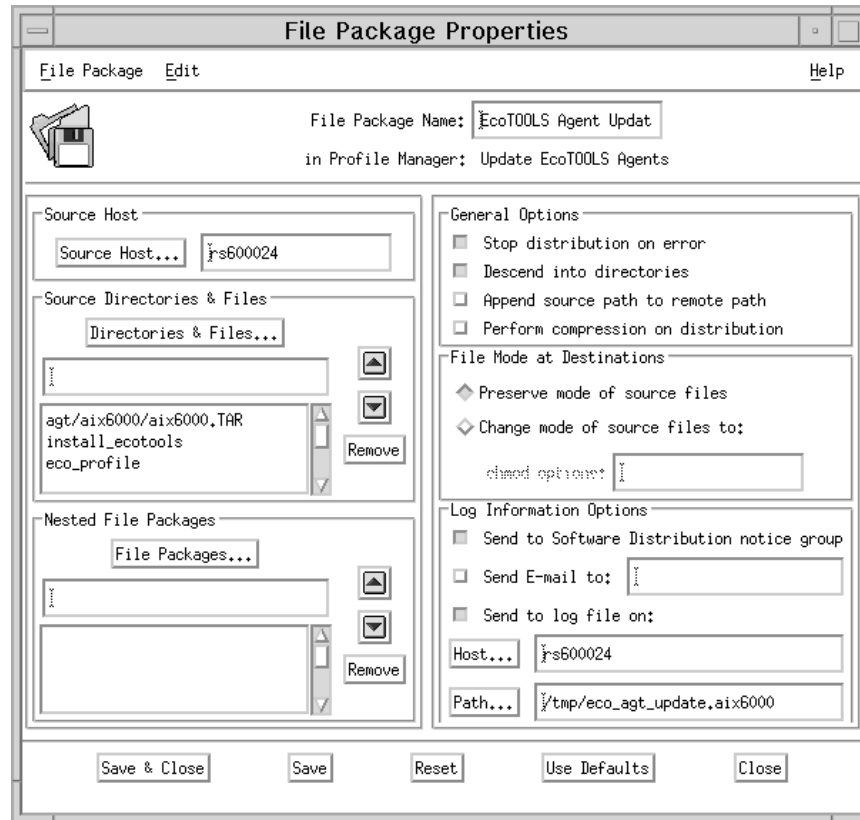 File Package Properties
File Package Edit Help
File Package Name: EcoTOOLS Agent Updat
in Profile Manager: Update EcoTOOLS Agents
Source Host
Source Host... rs600024
Source Directories & Files
Directories & Files...
agt/aix6000/aix6000.TAR
install_ecotools
eco_profile
Remove
Nested File Packages
File Packages...
Remove
General Options
Stop distribution on error
Descend into directories
Append source path to remote path
Perform compression on distribution
File Mode at Destinations
Preserve mode of source files
Change mode of source files to:
chmod options:
Log Information Options
Send to Software Distribution notice group
Send E-mail to:
Send to log file on:
Host... rs600024
Path... /tmp/eco_agt_update.aix6000
Save & Close Save Reset Use Defaults Close